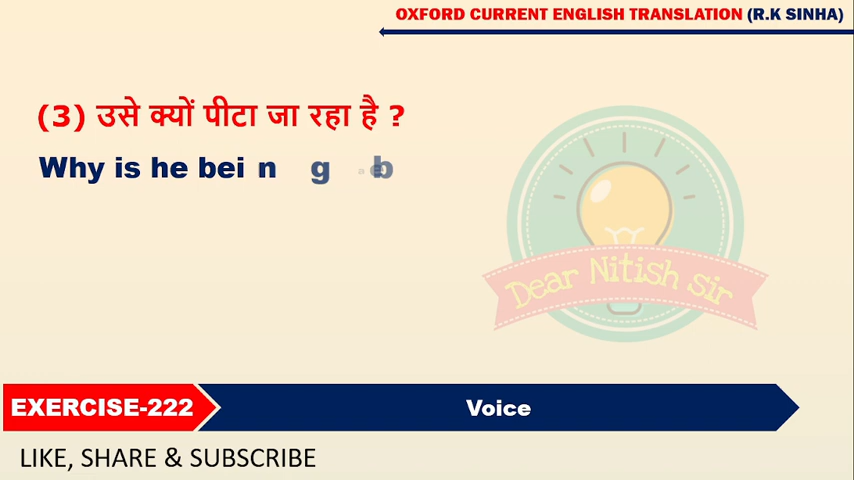 OXFORD CURRENT ENGLISH TRANSLATION (R.K SINHA)
(3) उसे क्यों पीटा जा रहा है ?
Why is he being b
Dear Nitish Sir
EXERCISE-222
Voice
LIKE, SHARE & SUBSCRIBE